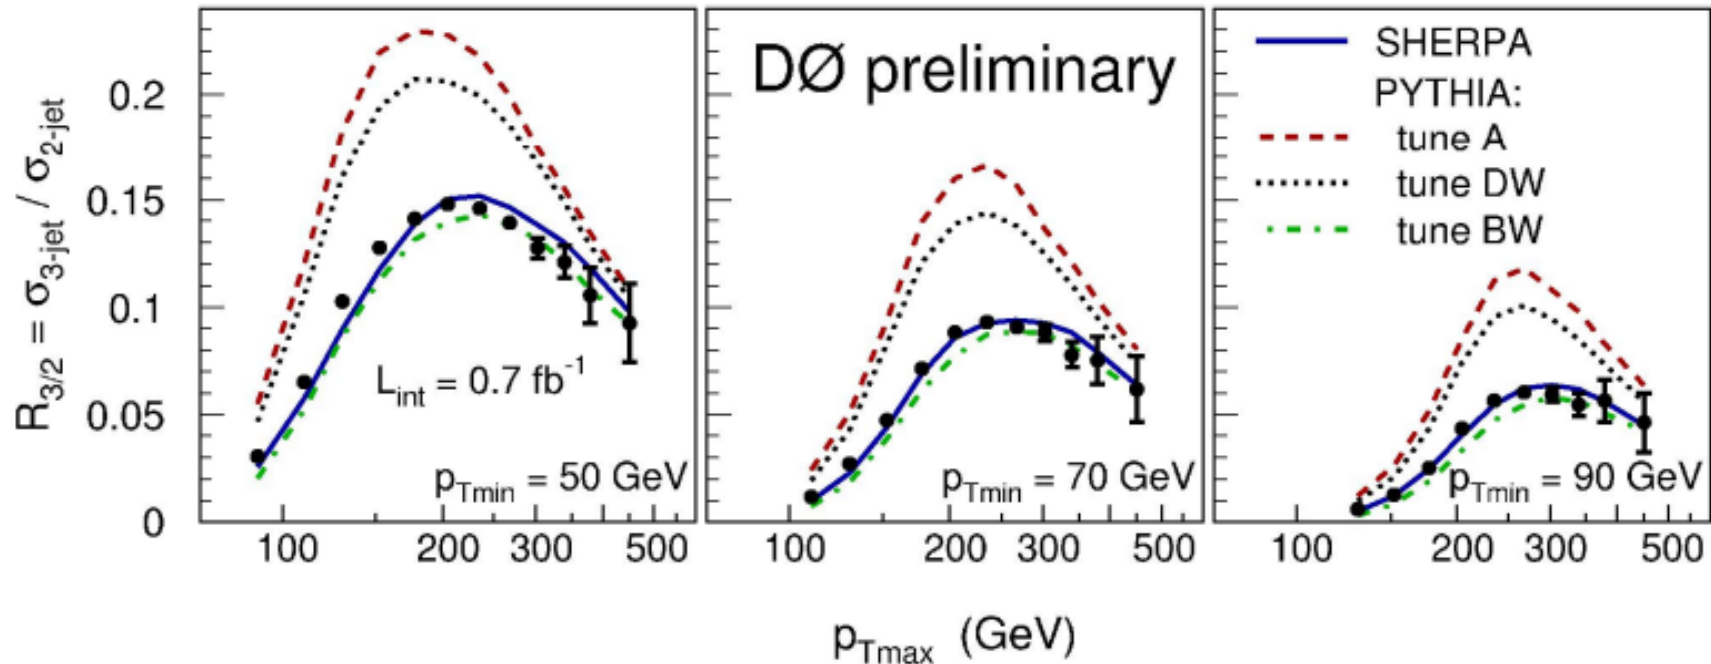 R3/2 = σ3-jet / σ2-jet
0.2
0.15
0.1
0.05
0
Lint = 0.7 fb-1
pTmin = 50 GeV
100 200 300 500
DØ preliminary
pTmin = 70 GeV
100 200 300 500
SHERPA
PYTHIA:
tune A
tune DW
tune BW
pTmin = 90 GeV
100 200 300 500
pTmax (GeV)